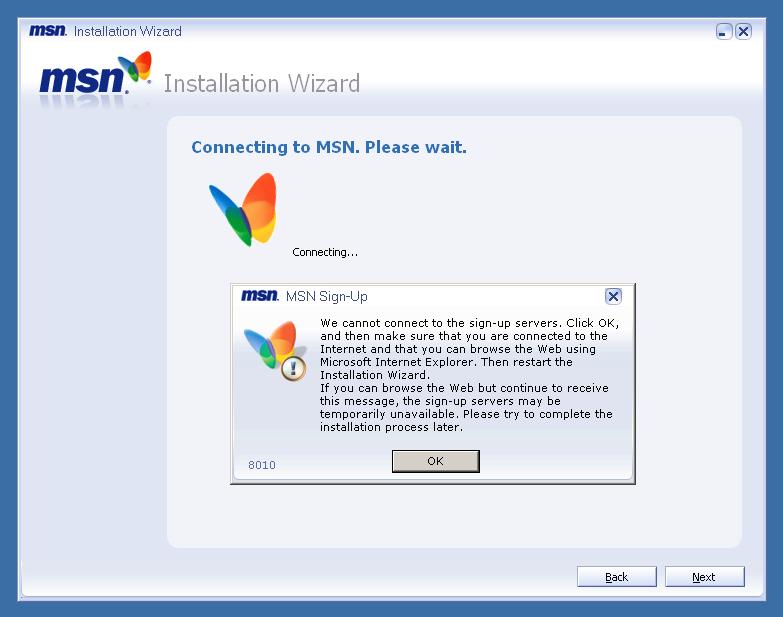 msn. Installation Wizard
msn. Installation Wizard
Connecting to MSN. Please wait.
Connecting...
msn. MSN Sign-Up
We cannot connect to the sign-up servers. Click OK,
and then make sure that you are connected to the
Internet and that you can browse the Web using
Microsoft Internet Explorer. Then restart the
Installation Wizard.
If you can browse the Web but continue to receive
this message, the sign-up servers may be
temporarily unavailable. Please try to complete the
installation process later.
OK
8010
Back
Next